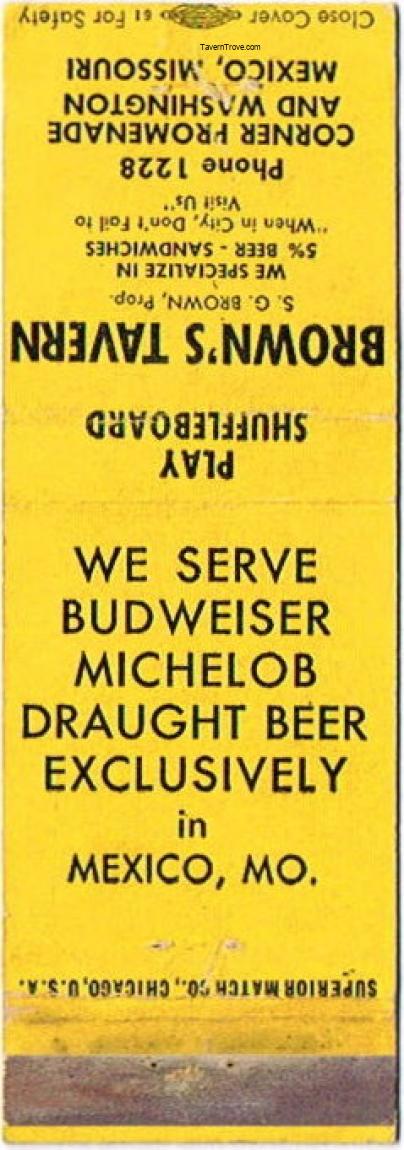 WE SERVE
BUDWEISER
MICHELOB
DRAUGHT BEER
EXCLUSIVELY
in
MEXICO, MO.
PLAY
SHUFFLEBOARD
BROWN'S TAVERN
S. G. BROWN, Prop.
WE SPECIALIZE IN
5% BEER - SANDWICHES
"When in City, Don't Fail to
Visit Us"
Phone 1228
CORNER PROMENADE
AND WASHINGTON
MEXICO, MISSOURI
Close Cover 61 For Safety
SUPERIOR MATCH CO., CHICAGO, U.S.A.
TavernTrove.com